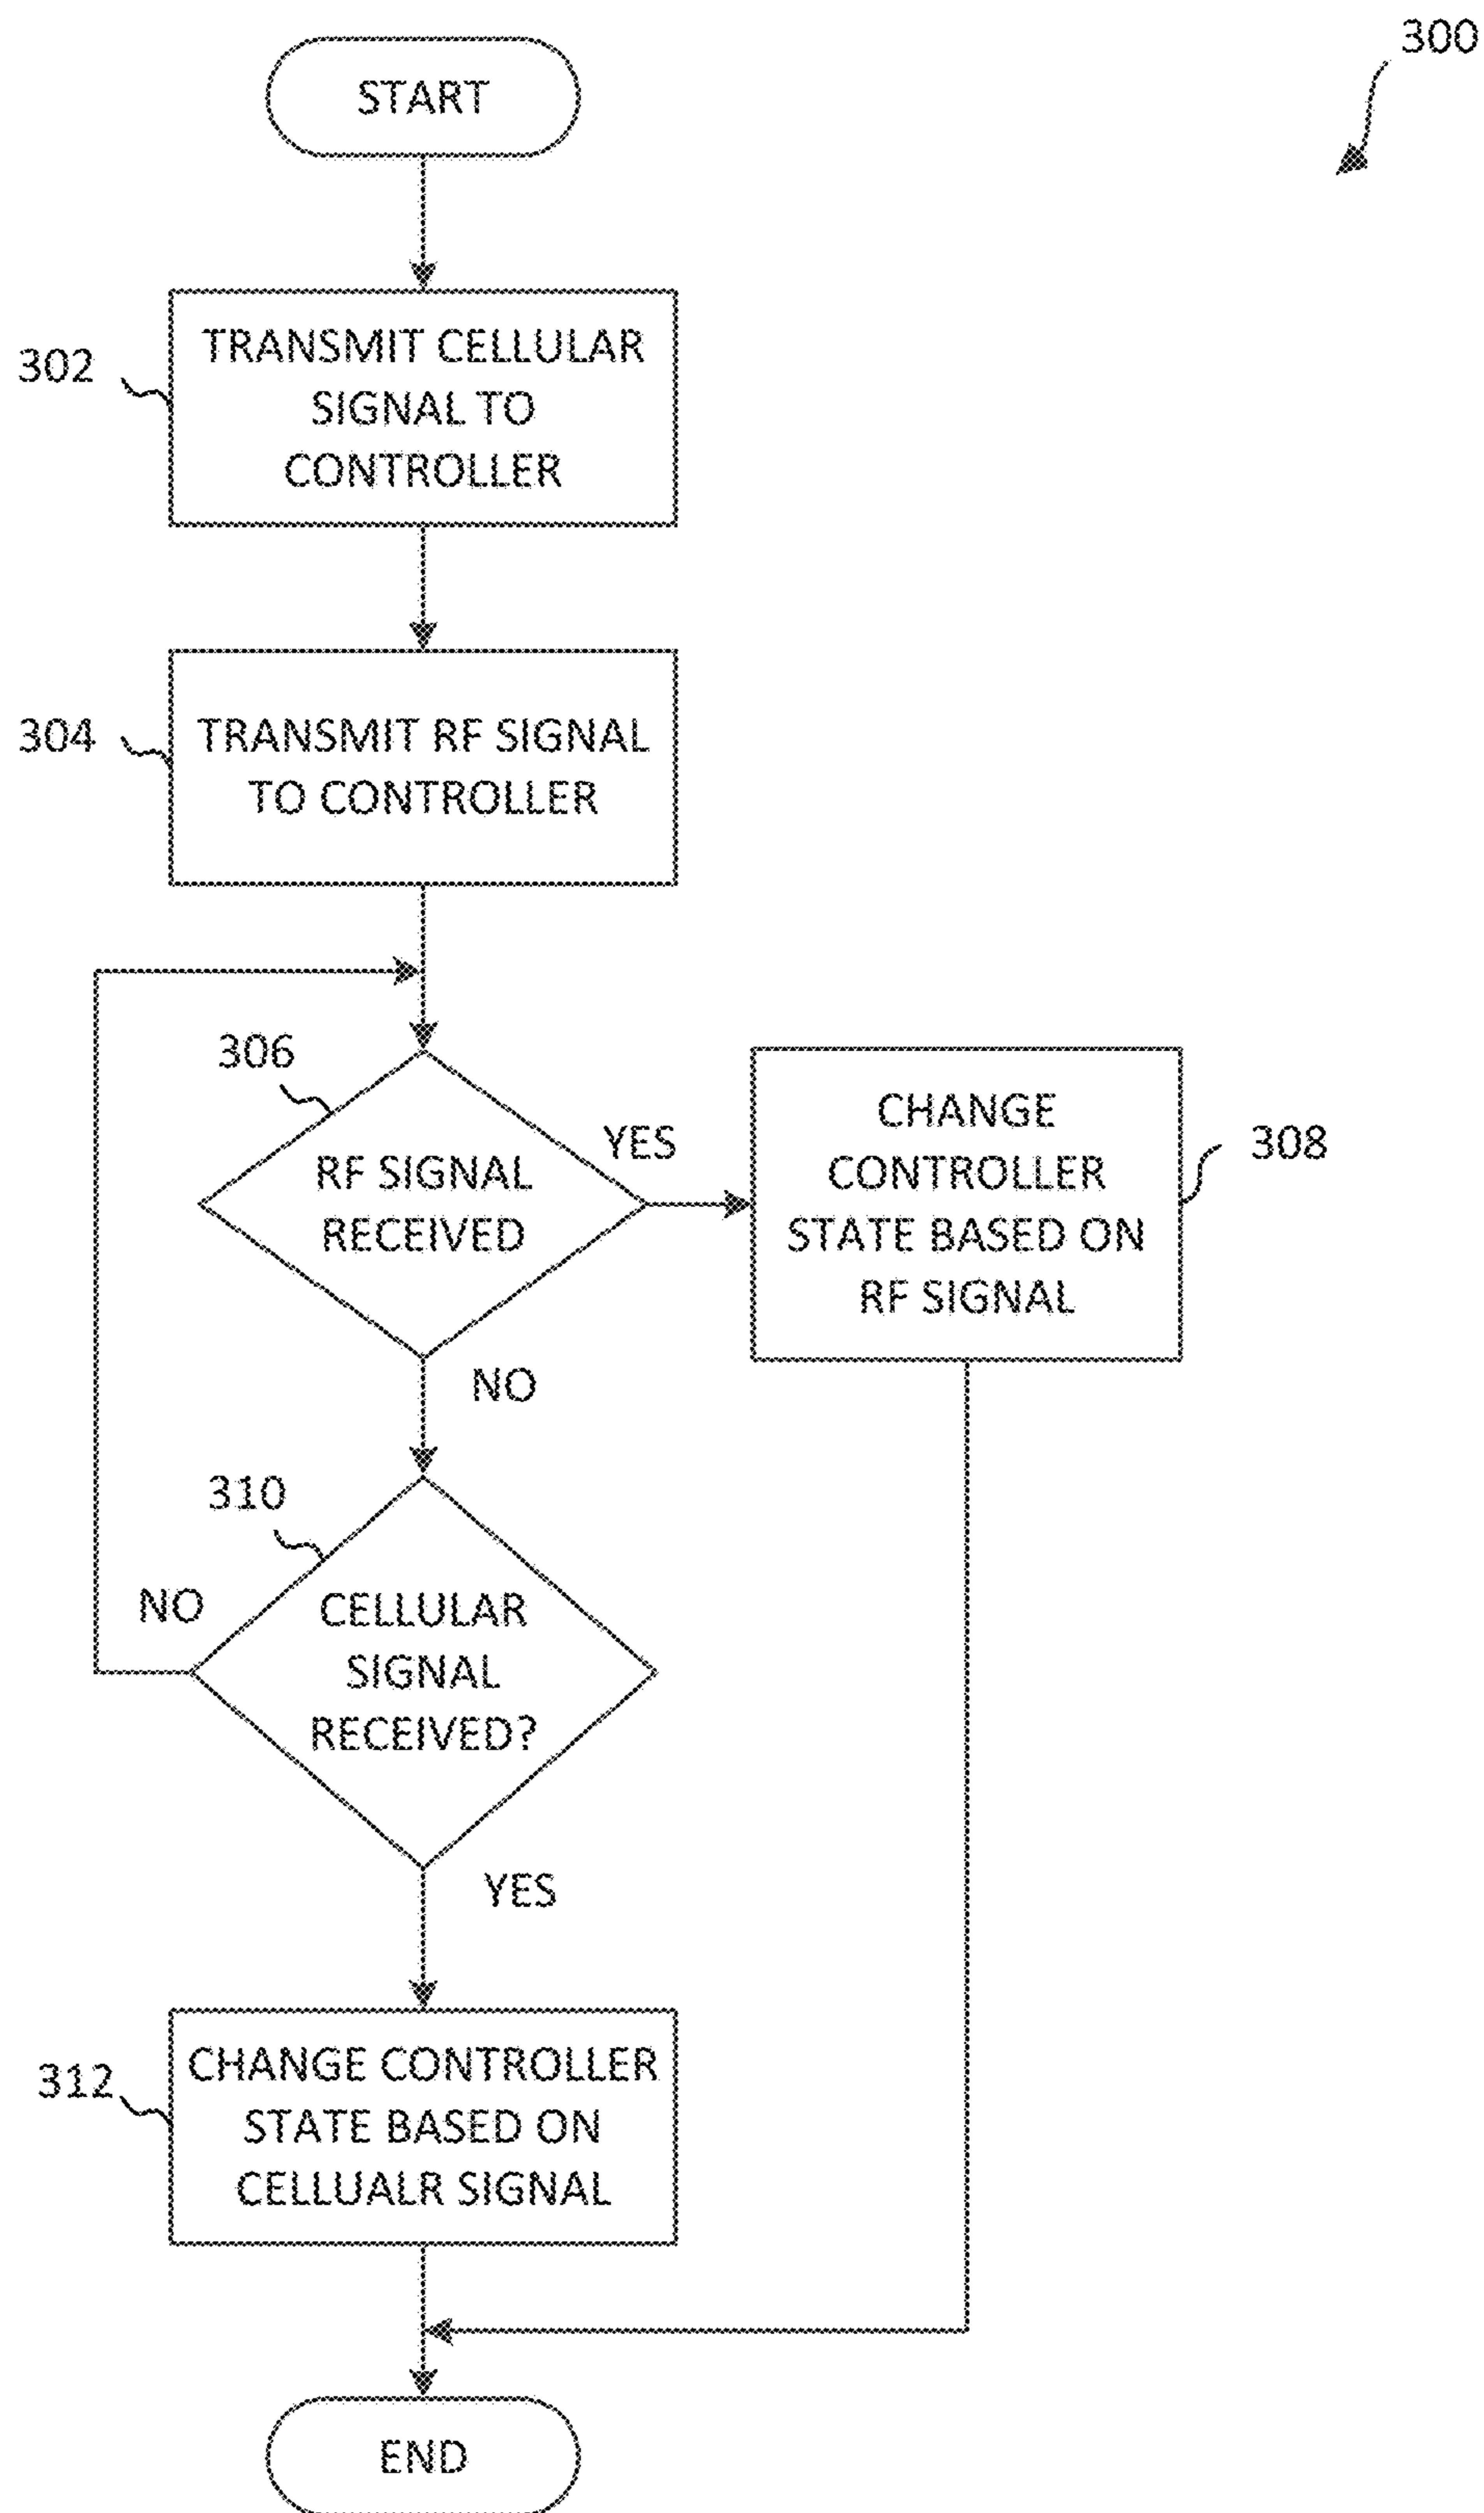 300
START
302
TRANSMIT CELLULAR
SIGNAL TO
CONTROLLER
304
TRANSMIT RF SIGNAL
TO CONTROLLER
306
RF SIGNAL
RECEIVED
YES
CHANGE
CONTROLLER
STATE BASED ON
RF SIGNAL
308
NO
310
NO
CELLULAR
SIGNAL
RECEIVED?
YES
312
CHANGE CONTROLLER
STATE BASED ON
CELLUALR SIGNAL
END